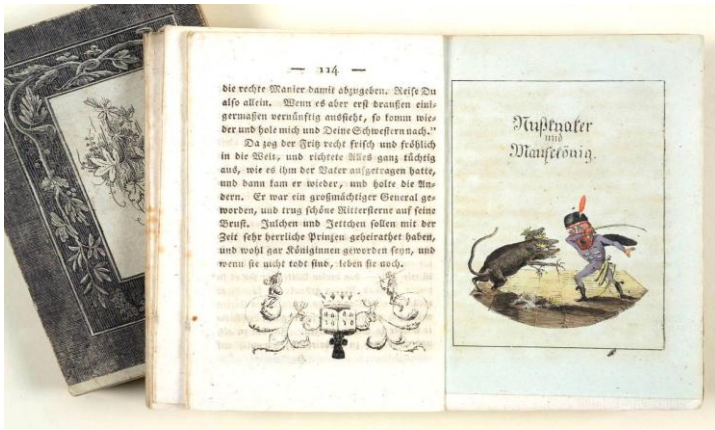 — 114 —
die rechte Manier damit abzugeben. Reise Du
also allein. Wenn es aber erst draußen eini-
germaßen vernünftig aussieht, so komm wie-
der und hole mich und Deine Schwestern nach."
Da zog der Fritz recht frisch und fröhlich
in die Welt, und richtete Alles ganz tüchtig
aus, wie es ihm der Vater aufgetragen hatte,
und dann kam er wieder, und holte die An-
dern. Er war ein großmächtiger General ge-
worden, und trug schöne Rittersterne auf seine
Brust. Julchen und Jettchen sollen mit der
Zeit sehr herrliche Prinzen geheirathet haben,
und wohl gar Königinnen geworden seyn, und
wenn sie nicht todt sind, leben sie noch.
Nußknaker
und
Mausekönig.